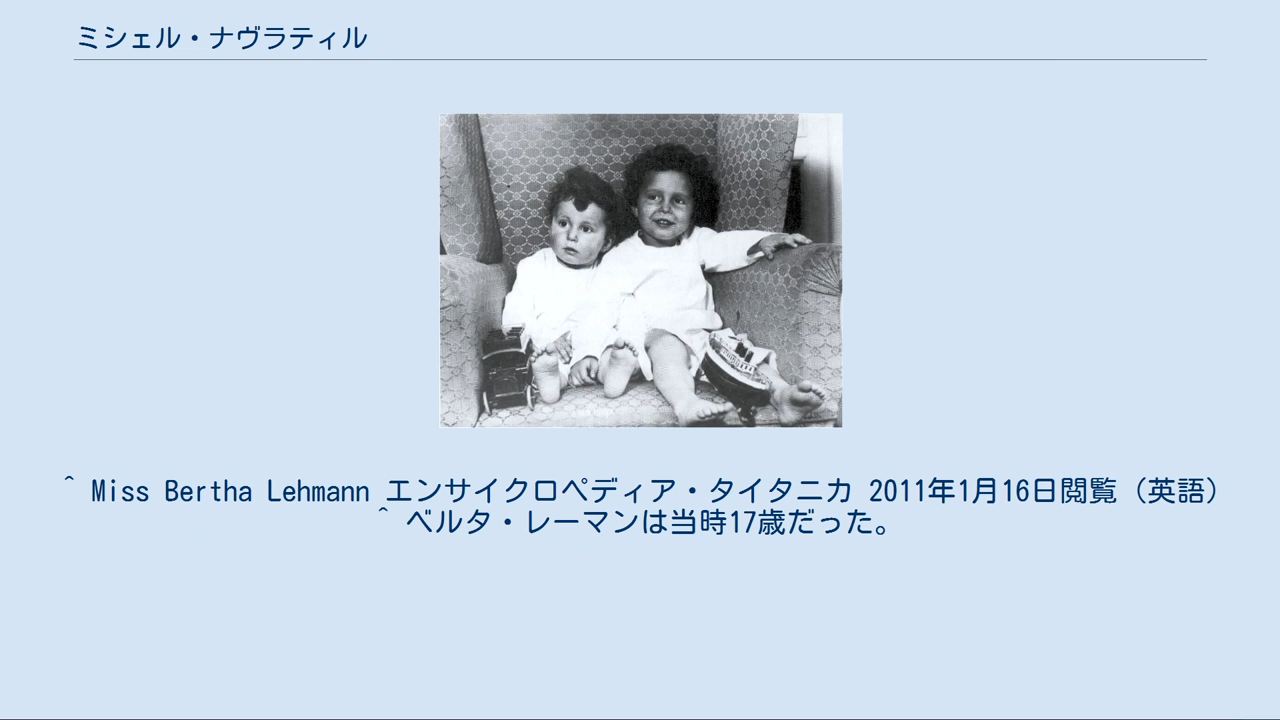 ミシェル・ナヴラティル
^ Miss Bertha Lehmann エンサイクロペディア・タイタニカ 2011年1月16日閲覧（英語）
^ ベルタ・レーマンは当時17歳だった。